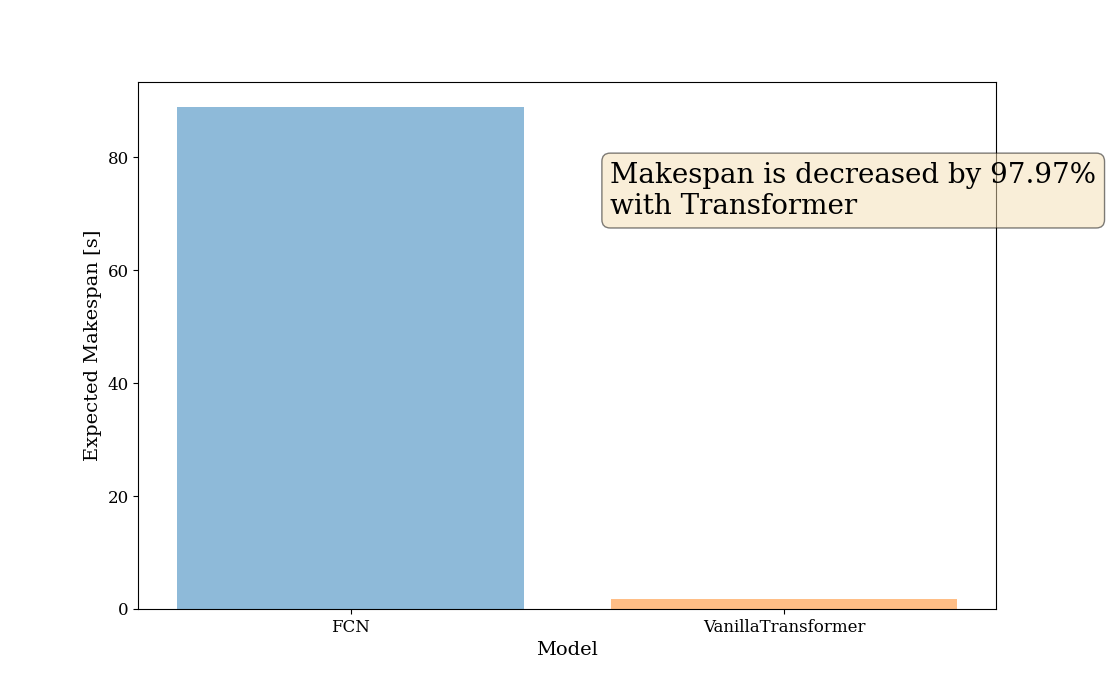 Makespan is decreased by 97.97%
with Transformer
Expected Makespan [s]
80
60
40
20
0
FCN
VanillaTransformer
Model